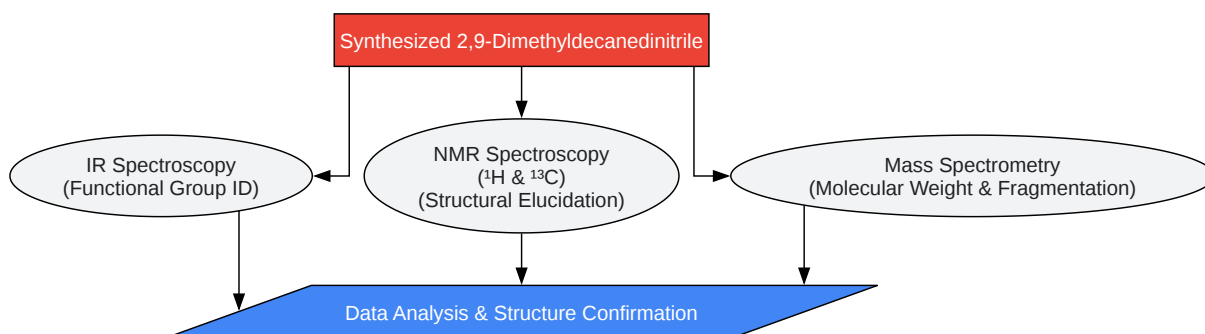 Synthesized 2,9-Dimethyldecanedinitrile
IR Spectroscopy
(Functional Group ID)
NMR Spectroscopy
(¹H & ¹³C)
(Structural Elucidation)
Mass Spectrometry
(Molecular Weight & Fragmentation)
Data Analysis & Structure Confirmation